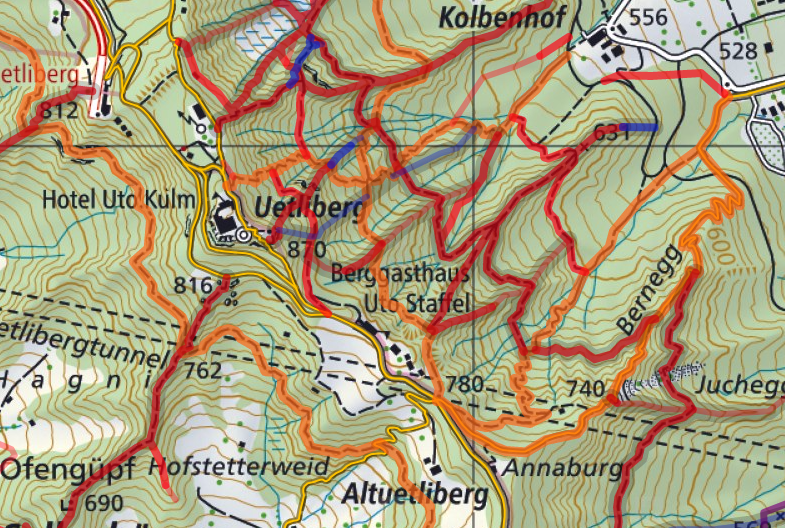 Kolbenhof
556
528
etliberg
812
631
Hotel Uto Kulm
Uetliberg
870
Berggasthaus
Uto Staffel
816
600
Bernegg
etlibergtunnel
762
H a g n i
780
740
Juchegg
Ofengüpf
Hofstetterweid
Annaburg
690
Altuetliberg